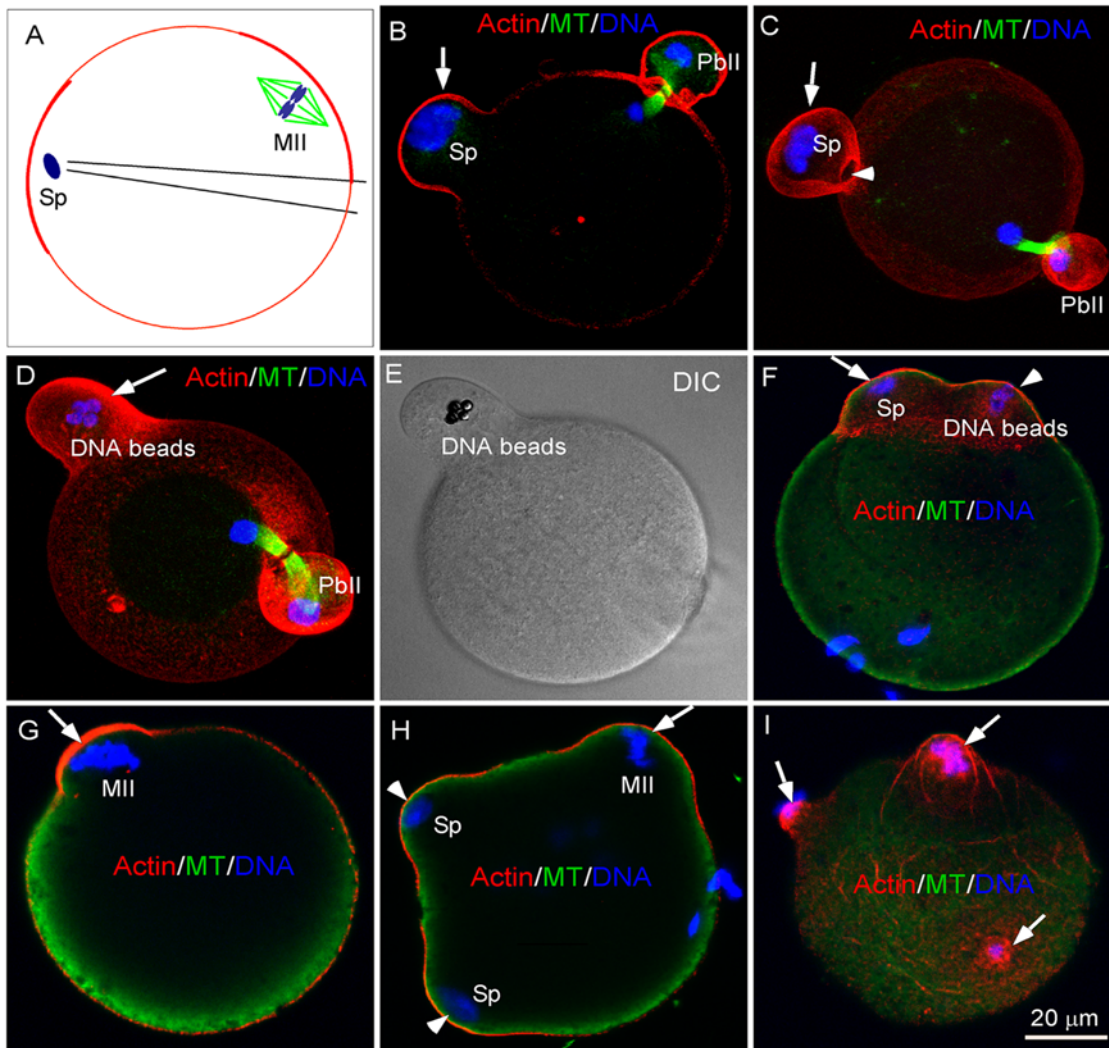 A
MII
Sp
B
Actin/MT/DNA
PbII
Sp
C
Actin/MT/DNA
Sp
PbII
D
Actin/MT/DNA
DNA beads
PbII
E
DIC
DNA beads
F
Sp
DNA beads
Actin/MT/DNA
G
MII
Actin/MT/DNA
H
MII
Sp
Actin/MT/DNA
Sp
I
Actin/MT/DNA
20 μm